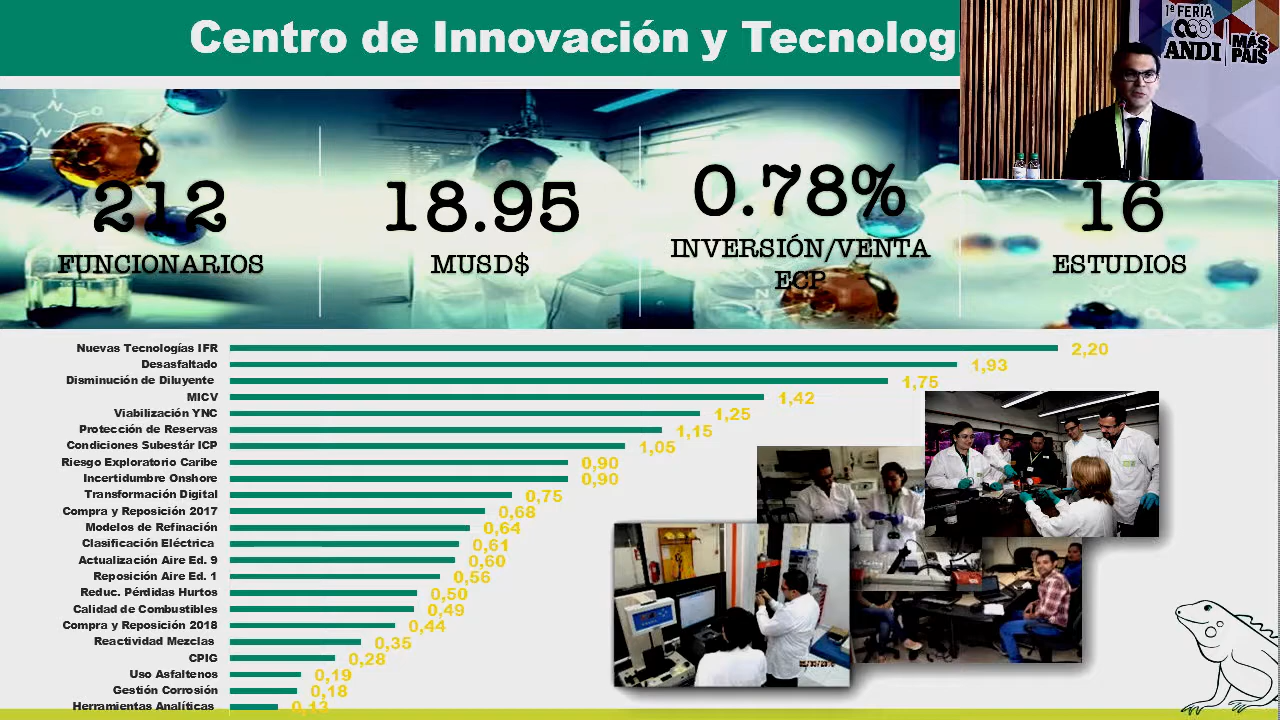 Centro de Innovación y Tecnolog
1ª FERIA
ANDI
MÁS
PAÍS
212
FUNCIONARIOS
18.95
MUSD$
0.78%
INVERSIÓN/VENTA
ECP
16
ESTUDIOS
Nuevas Tecnologías IFR 2,20
Desasfaltado 1,93
Disminución de Diluyente 1,75
MICV 1,42
Viabilización YNC 1,25
Protección de Reservas 1,15
Condiciones Subestár ICP 1,05
Riesgo Exploratorio Caribe 0,90
Incertidumbre Onshore 0,90
Transformación Digital 0,75
Compra y Reposición 2017 0,68
Modelos de Refinación 0,64
Clasificación Eléctrica 0,61
Actualización Aire Ed. 9 0,60
Reposición Aire Ed. 1 0,56
Reduc. Pérdidas Hurtos 0,50
Calidad de Combustibles 0,49
Compra y Reposición 2018 0,44
Reactividad Mezclas 0,35
CPIG 0,28
Uso Asfaltenos 0,19
Gestión Corrosión 0,18
Herramientas Analíticas 0,13